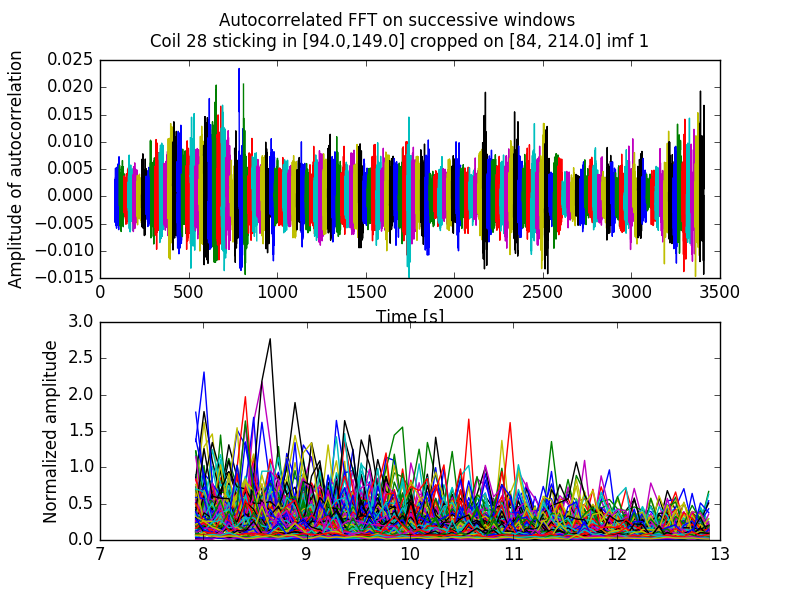 Autocorrelated FFT on successive windows
Coil 28 sticking in [94.0,149.0] cropped on [84, 214.0] imf 1
Amplitude of autocorrelation
0.025
0.020
0.015
0.010
0.005
0.000
−0.005
−0.010
−0.015
0 500 1000 1500 2000 2500 3000 3500
Time [s]
Normalized amplitude
3.0
2.5
2.0
1.5
1.0
0.5
0.0
7 8 9 10 11 12 13
Frequency [Hz]